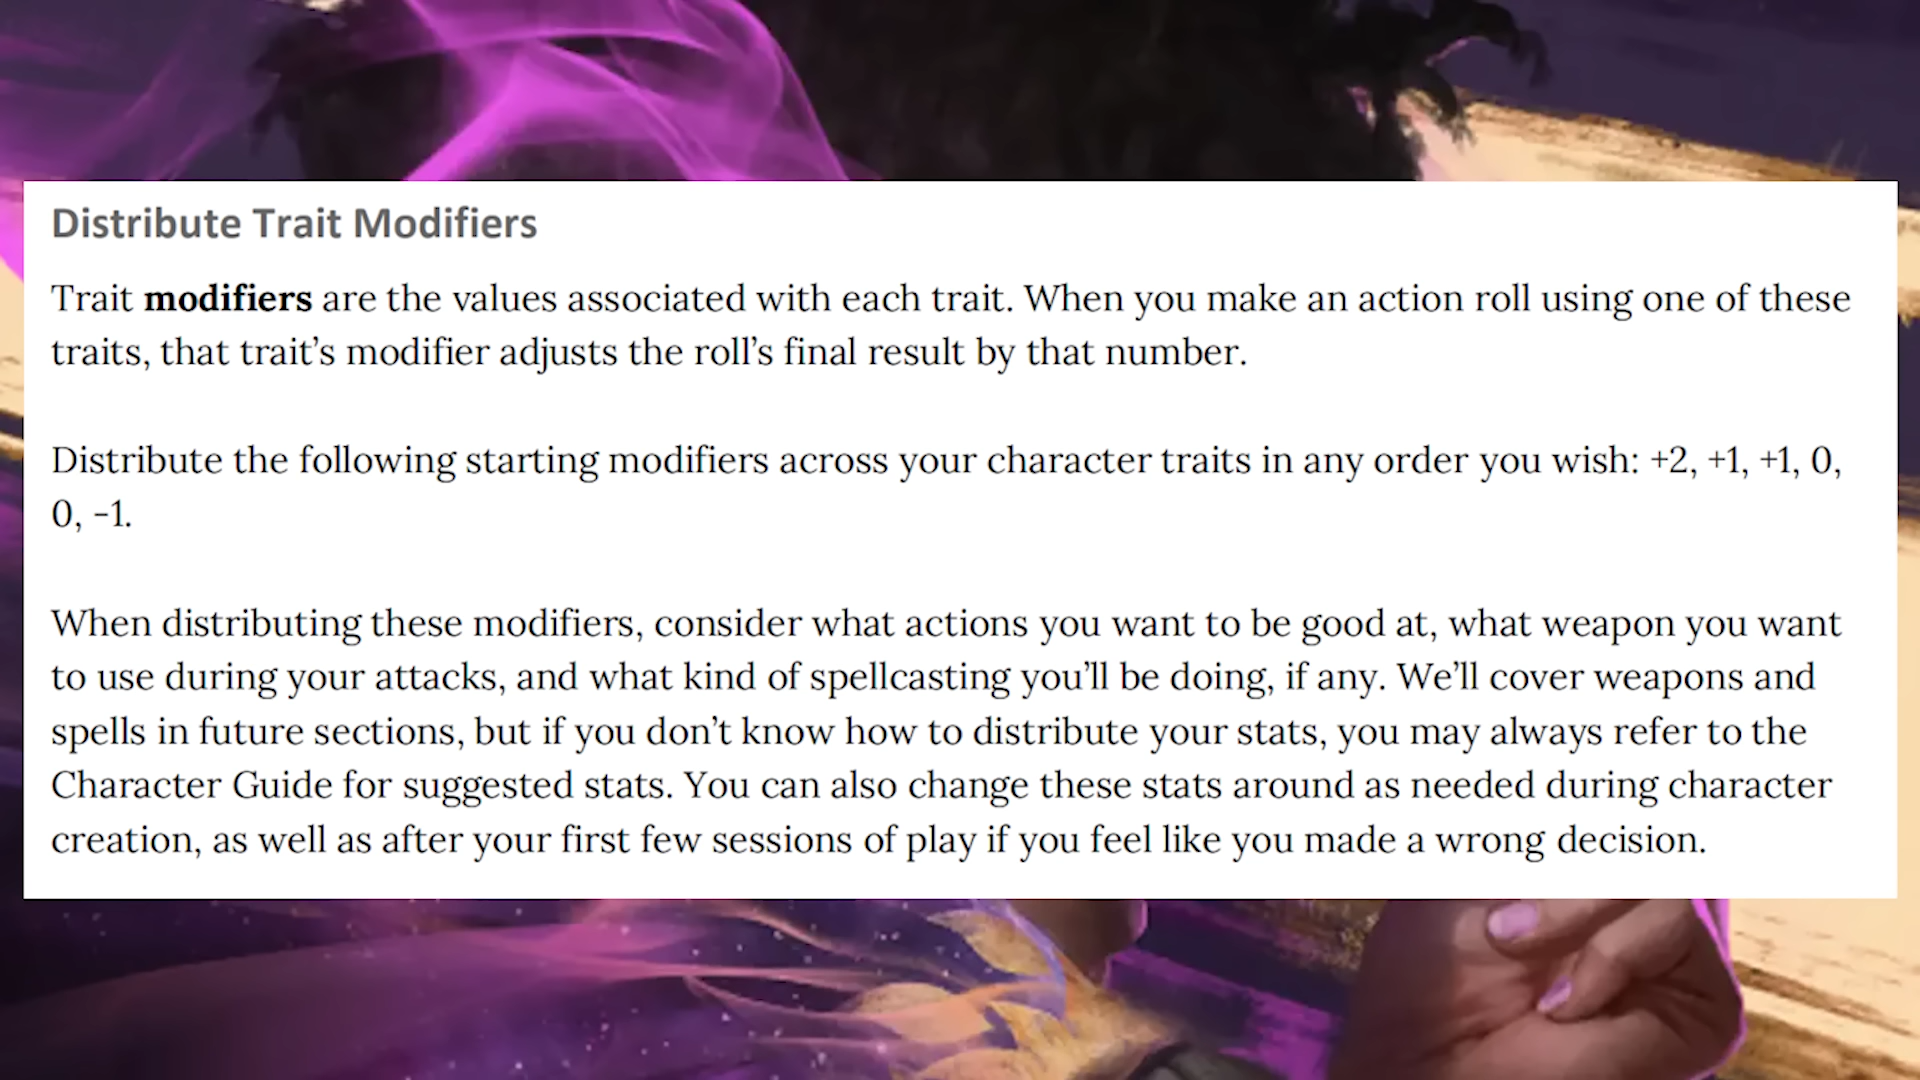 Distribute Trait Modifiers
Trait modifiers are the values associated with each trait. When you make an action roll using one of these
traits, that trait’s modifier adjusts the roll’s final result by that number.
Distribute the following starting modifiers across your character traits in any order you wish: +2, +1, +1, 0,
0, -1.
When distributing these modifiers, consider what actions you want to be good at, what weapon you want
to use during your attacks, and what kind of spellcasting you’ll be doing, if any. We’ll cover weapons and
spells in future sections, but if you don’t know how to distribute your stats, you may always refer to the
Character Guide for suggested stats. You can also change these stats around as needed during character
creation, as well as after your first few sessions of play if you feel like you made a wrong decision.